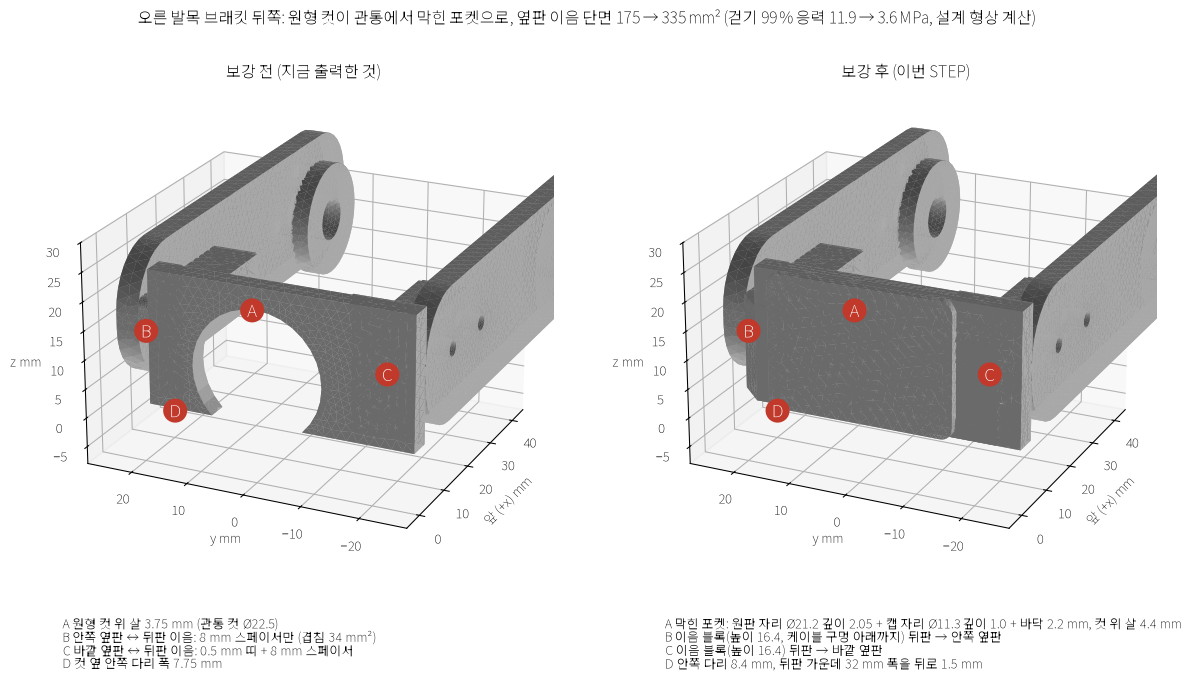 오른 발목 브래킷 뒤쪽: 원형 컷이 관통에서 막힌 포켓으로, 옆판 이음 단면 175→335 mm² (걷기 99% 응력 11.9→3.6 MPa, 설계 형상 계산)
보강 전 (지금 출력한 것)
보강 후 (이번 STEP)
30
25
20
15
10
5
0
−5
z mm
20
10
0
−10
−20
y mm
0
10
20
30
40
앞 (+x) mm
A
B
C
D
30
25
20
15
10
5
0
−5
z mm
20
10
0
−10
−20
y mm
0
10
20
30
40
앞 (+x) mm
A
B
C
D
A 원형 컷 위 살 3.75 mm (관통 컷 Ø22.5)
B 안쪽 옆판 ↔ 뒤판 이음: 8 mm 스페이서만 (겹침 34 mm²)
C 바깥 옆판 ↔ 뒤판 이음: 0.5 mm 띠 + 8 mm 스페이서
D 컷 옆 안쪽 다리 폭 7.75 mm
A 막힌 포켓: 원판 자리 Ø21.2 깊이 2.05 + 캡 자리 Ø11.3 깊이 1.0 + 바닥 2.2 mm, 컷 위 살 4.4 mm
B 이음 블록(높이 16.4, 케이블 구멍 아래까지) 뒤판 → 안쪽 옆판
C 이음 블록(높이 16.4) 뒤판 → 바깥 옆판
D 안쪽 다리 8.4 mm, 뒤판 가운데 32 mm 폭을 뒤로 1.5 mm